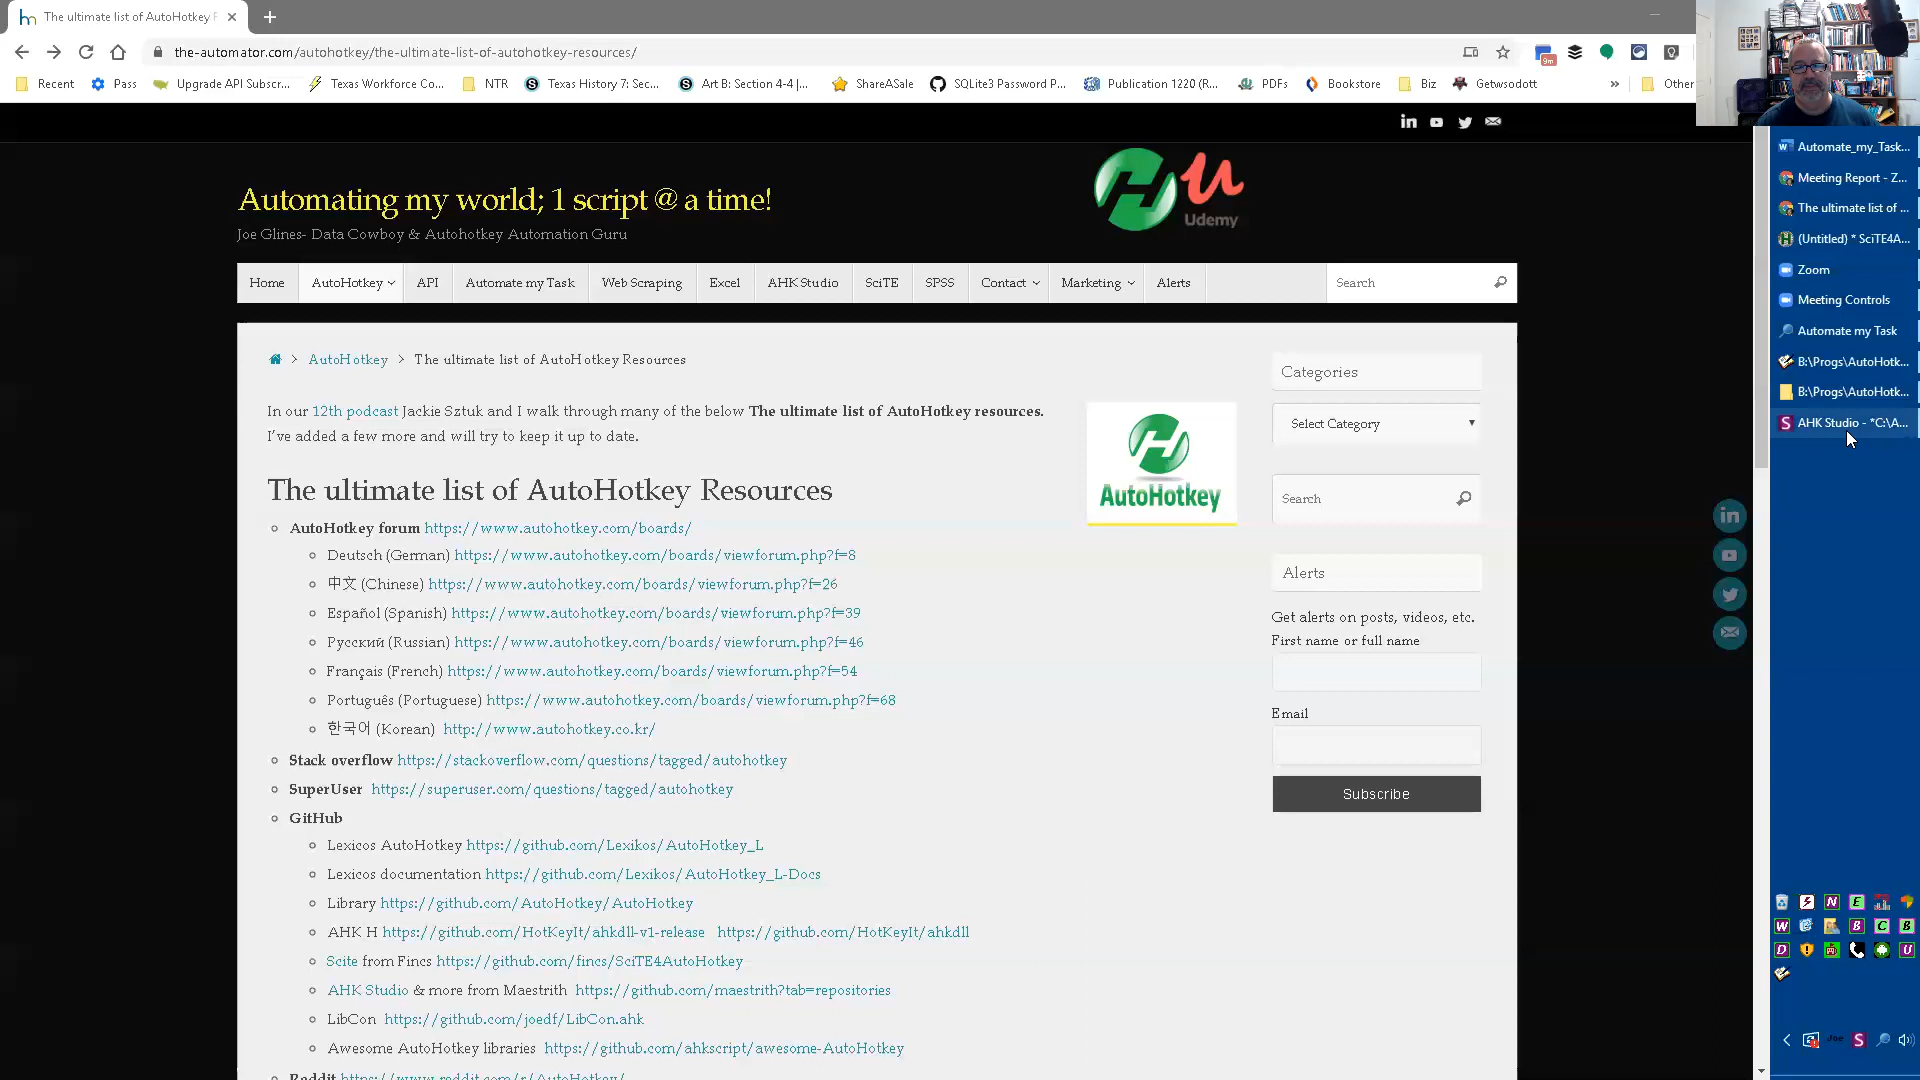 The ultimate list of AutoHotkey F
the-automator.com/autohotkey/the-ultimate-list-of-autohotkey-resources/
9m
Recent Pass Upgrade API Subscr... Texas Workforce Co... NTR Texas History 7: Sec... Art B: Section 4-4 |... ShareASale SQLite3 Password P... Publication 1220 (R... PDFs Bookstore Biz Getwsodott » Other
Automating my world; 1 script @ a time!
Joe Glines- Data Cowboy & Autohotkey Automation Guru
Udemy
Home AutoHotkey API Automate my Task Web Scraping Excel AHK Studio SciTE SPSS Contact Marketing Alerts Search
AutoHotkey > The ultimate list of AutoHotkey Resources
In our 12th podcast Jackie Sztuk and I walk through many of the below The ultimate list of AutoHotkey resources.
I've added a few more and will try to keep it up to date.
AutoHotkey
The ultimate list of AutoHotkey Resources
AutoHotkey forum https://www.autohotkey.com/boards/
Deutsch (German) https://www.autohotkey.com/boards/viewforum.php?f=8
中文 (Chinese) https://www.autohotkey.com/boards/viewforum.php?f=26
Español (Spanish) https://www.autohotkey.com/boards/viewforum.php?f=39
Русский (Russian) https://www.autohotkey.com/boards/viewforum.php?f=46
Français (French) https://www.autohotkey.com/boards/viewforum.php?f=54
Português (Portuguese) https://www.autohotkey.com/boards/viewforum.php?f=68
한국어 (Korean) http://www.autohotkey.co.kr/
Stack overflow https://stackoverflow.com/questions/tagged/autohotkey
SuperUser https://superuser.com/questions/tagged/autohotkey
GitHub
Lexicos AutoHotkey https://github.com/Lexikos/AutoHotkey_L
Lexicos documentation https://github.com/Lexikos/AutoHotkey_L-Docs
Library https://github.com/AutoHotkey/AutoHotkey
AHK H https://github.com/HotKeyIt/ahkdll-v1-release https://github.com/HotKeyIt/ahkdll
Scite from Fincs https://github.com/fincs/SciTE4AutoHotkey
AHK Studio & more from Maestrith https://github.com/maestrith?tab=repositories
LibCon https://github.com/joedf/LibCon.ahk
Awesome AutoHotkey libraries https://github.com/ahkscript/awesome-AutoHotkey
Reddit https://www.reddit.com/r/AutoHotkey/
Categories
Select Category
Search
Alerts
Get alerts on posts, videos, etc.
First name or full name
Email
Subscribe
Automate_my_Task...
Meeting Report - Z...
The ultimate list of ...
(Untitled) * SciTE4A...
Zoom
Meeting Controls
Automate my Task
B:\Progs\AutoHotk...
B:\Progs\AutoHotk...
AHK Studio - *C:\A...
N E
W B C B
D U
Joe S